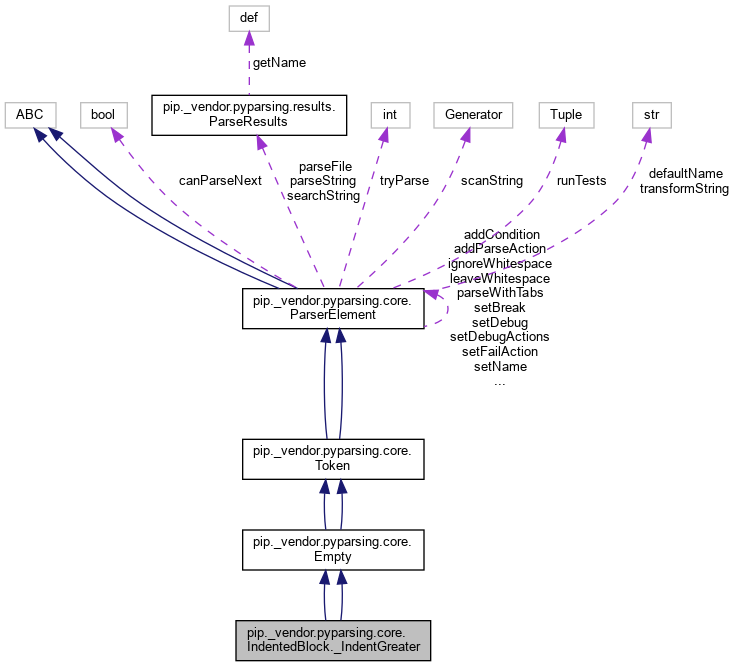 def
getName
pip._vendor.pyparsing.results.
ParseResults
ABC
bool
int
Generator
Tuple
str
canParseNext
parseFile
parseString
searchString
tryParse
scanString
runTests
defaultName
transformString
addCondition
addParseAction
ignoreWhitespace
leaveWhitespace
parseWithTabs
setBreak
setDebug
setDebugActions
setFailAction
setName
...
pip._vendor.pyparsing.core.
ParserElement
pip._vendor.pyparsing.core.
Token
pip._vendor.pyparsing.core.
Empty
pip._vendor.pyparsing.core.
IndentedBlock._IndentGreater